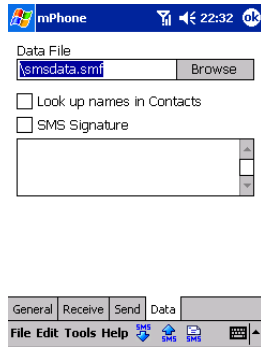 mPhone 22:32 ok
Data File
\smsdata.smf Browse
Look up names in Contacts
SMS Signature
General Receive Send Data
File Edit Tools Help SMS SMS SMS